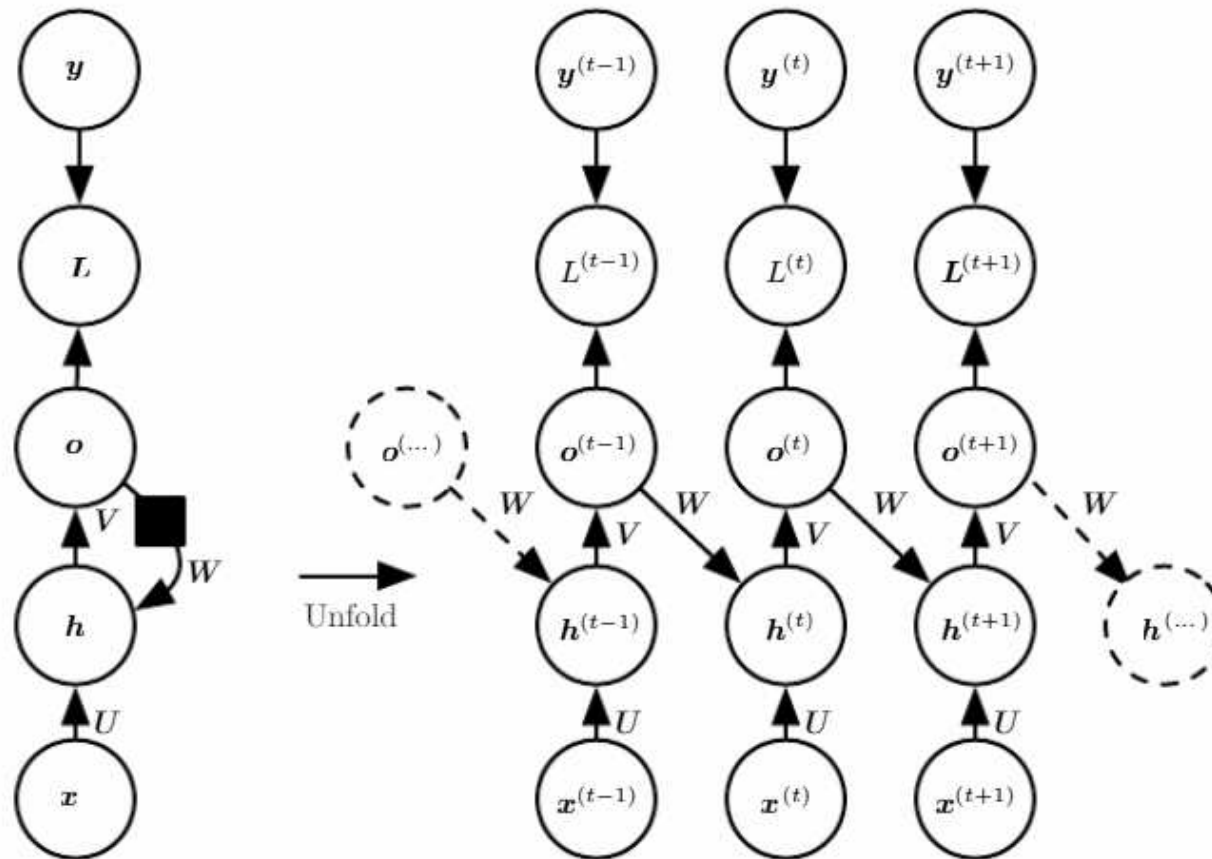 y y^(t−1) y^(t) y^(t+1)
L L^(t−1) L^(t) L^(t+1)
o o^(...) o^(t−1) o^(t) o^(t+1)
W W W W
V V V V
W
Unfold
h h^(t−1) h^(t) h^(t+1) h^(...)
U U U U
x x^(t−1) x^(t) x^(t+1)